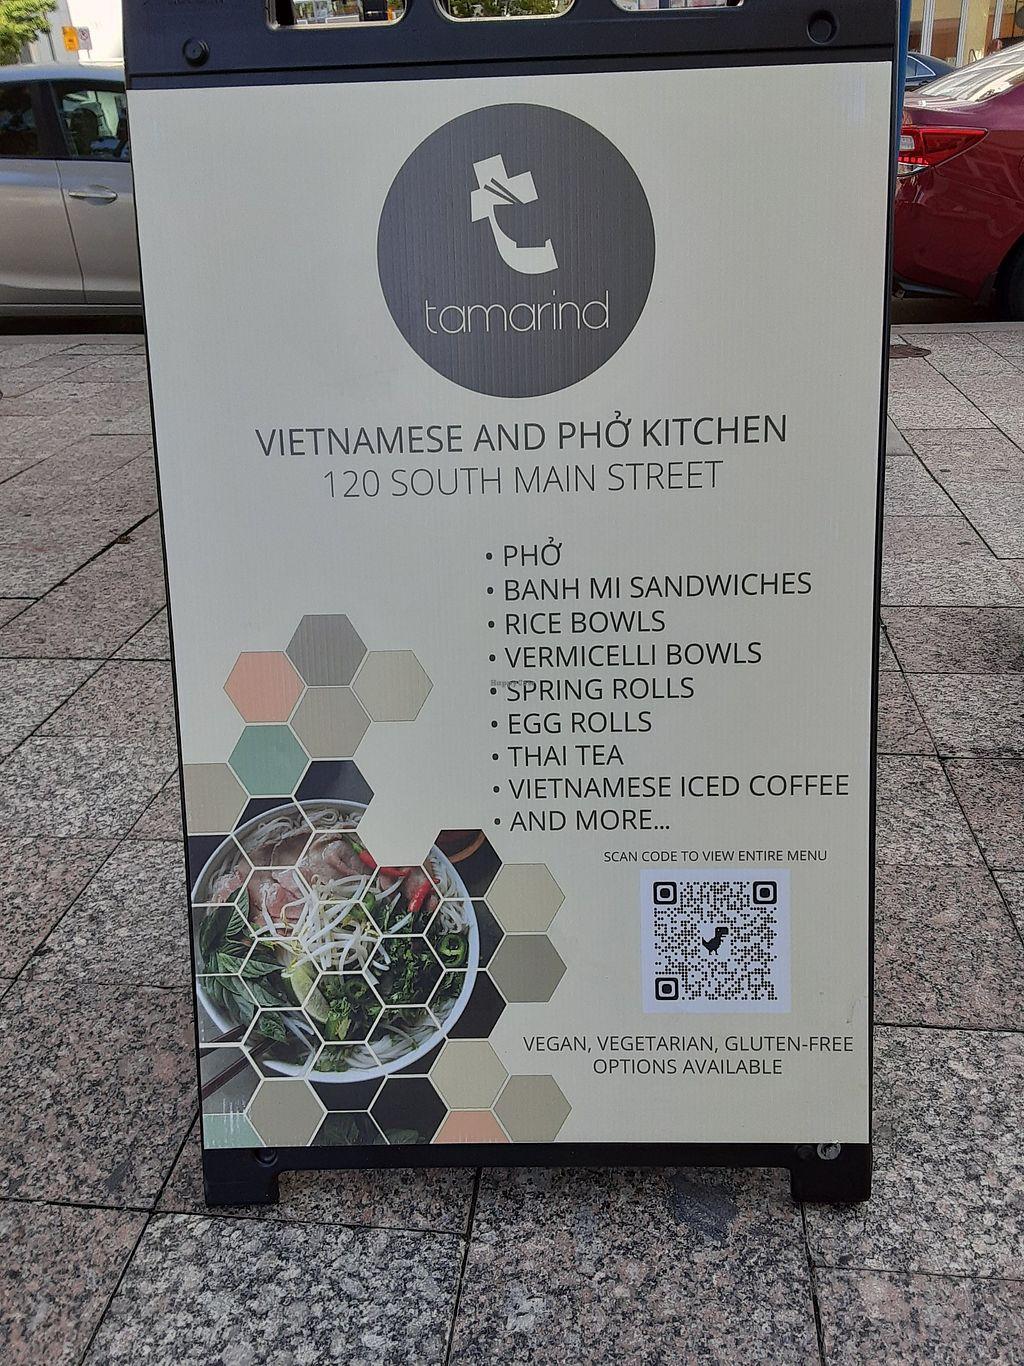 tamarind
VIETNAMESE AND PHỞ KITCHEN
120 SOUTH MAIN STREET
• PHỞ
• BANH MI SANDWICHES
• RICE BOWLS
• VERMICELLI BOWLS
HappyCow
• SPRING ROLLS
• EGG ROLLS
• THAI TEA
• VIETNAMESE ICED COFFEE
• AND MORE...
SCAN CODE TO VIEW ENTIRE MENU
VEGAN, VEGETARIAN, GLUTEN-FREE
OPTIONS AVAILABLE